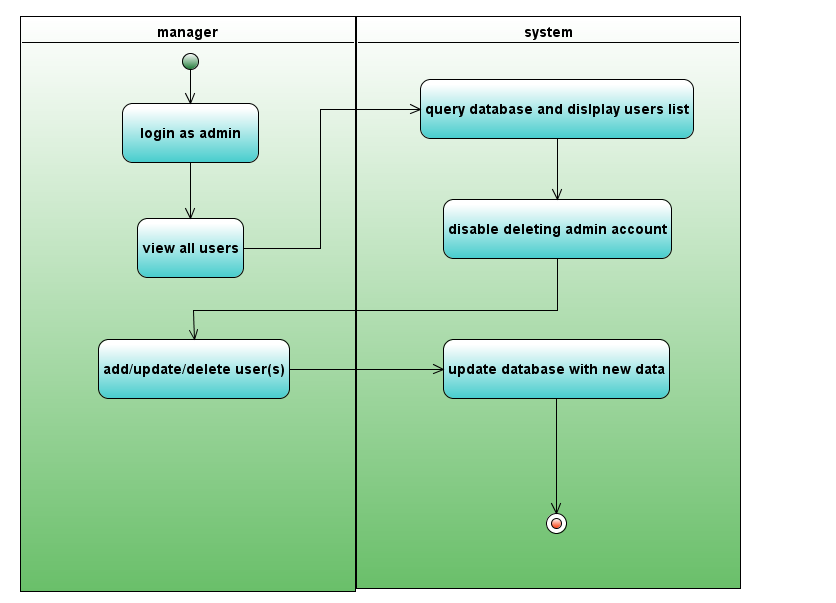 manager
system
login as admin
query database and dislplay users list
view all users
disable deleting admin account
add/update/delete user(s)
update database with new data